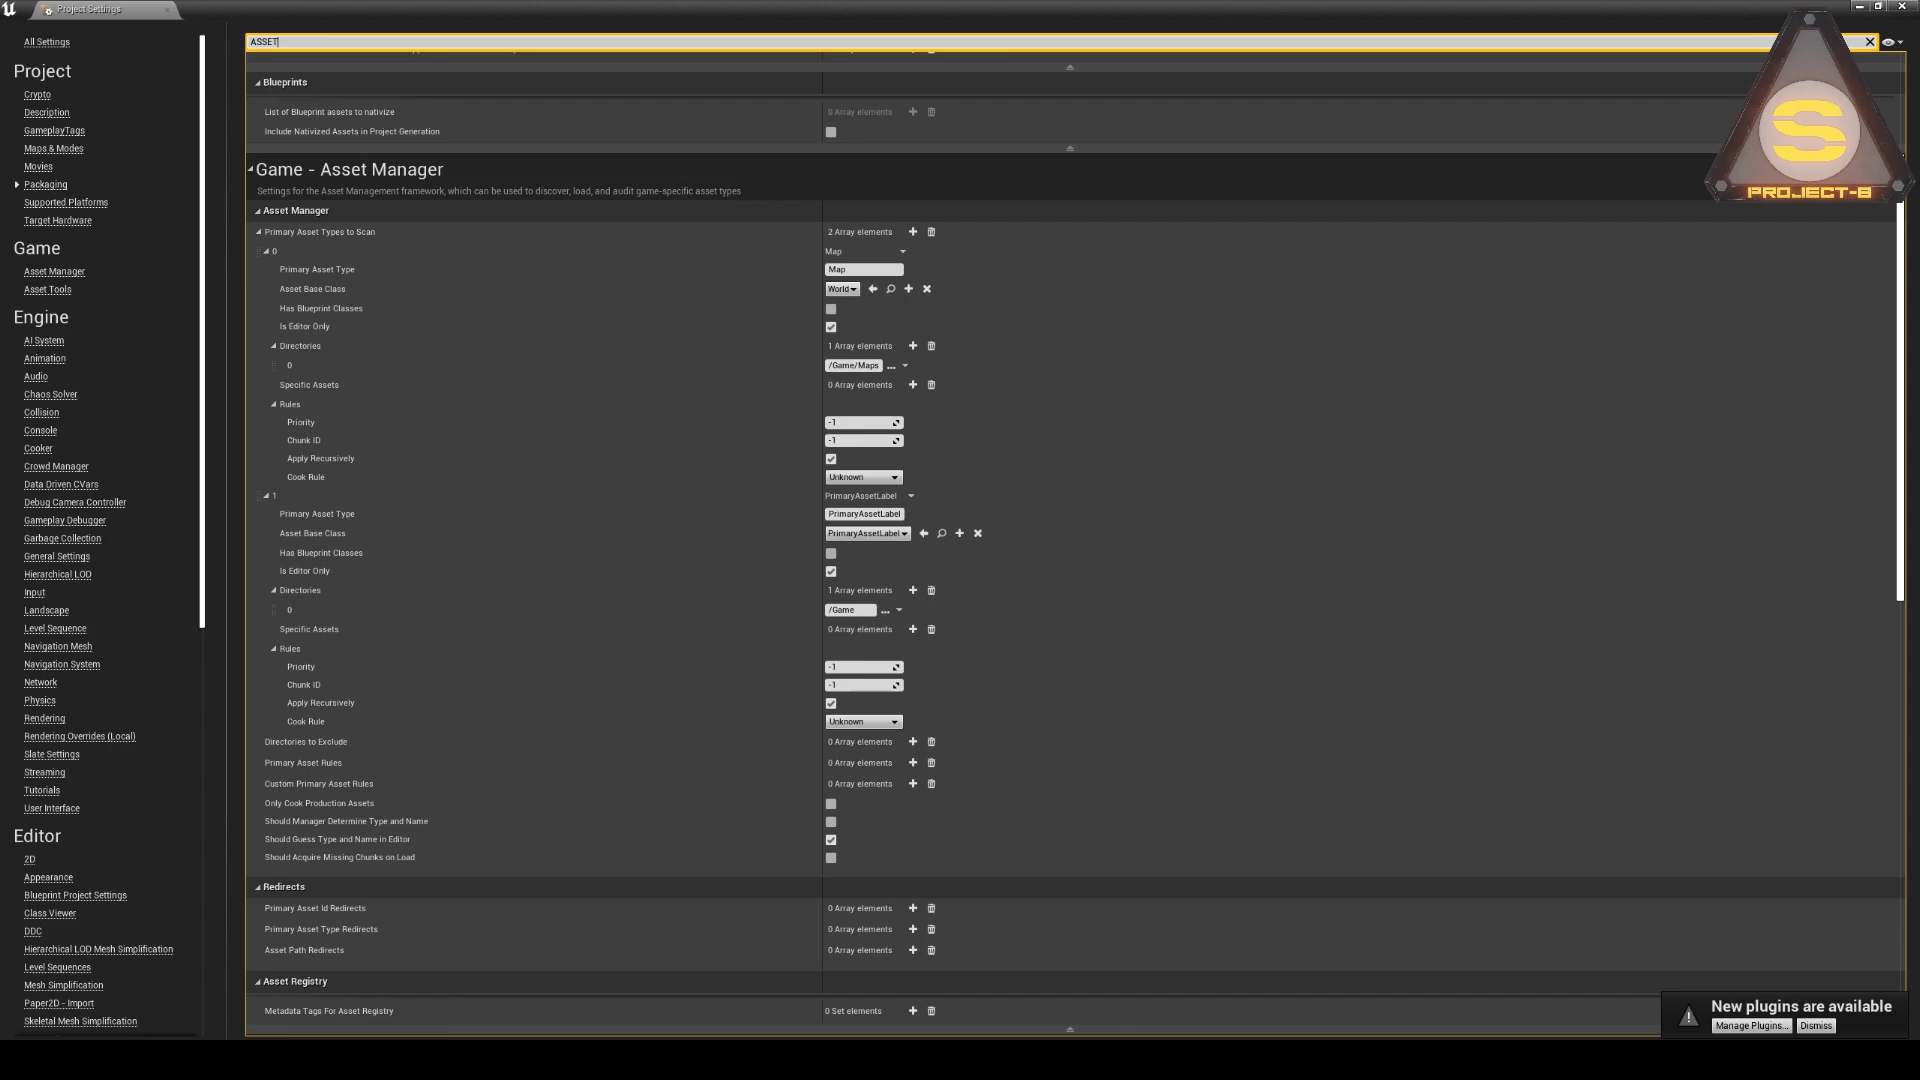 Project Settings
ASSET
All Settings
Project
Crypto
Description
GameplayTags
Maps & Modes
Movies
Packaging
Supported Platforms
Target Hardware
Game
Asset Manager
Asset Tools
Engine
AI System
Animation
Audio
Chaos Solver
Collision
Console
Cooker
Crowd Manager
Data Driven CVars
Debug Camera Controller
Gameplay Debugger
Garbage Collection
General Settings
Hierarchical LOD
Input
Landscape
Level Sequence
Navigation Mesh
Navigation System
Network
Physics
Rendering
Rendering Overrides (Local)
Slate Settings
Streaming
Tutorials
User Interface
Editor
2D
Appearance
Blueprint Project Settings
Class Viewer
DDC
Hierarchical LOD Mesh Simplification
Level Sequences
Mesh Simplification
Paper2D - Import
Skeletal Mesh Simplification
Blueprints
List of Blueprint assets to nativize 0 Array elements
Include Nativized Assets in Project Generation
Game - Asset Manager
Settings for the Asset Management framework, which can be used to discover, load, and audit game-specific asset types
Asset Manager
Primary Asset Types to Scan 2 Array elements
0 Map
Primary Asset Type Map
Asset Base Class World
Has Blueprint Classes
Is Editor Only
Directories 1 Array elements
0 /Game/Maps ...
Specific Assets 0 Array elements
Rules
Priority -1
Chunk ID -1
Apply Recursively
Cook Rule Unknown
1 PrimaryAssetLabel
Primary Asset Type PrimaryAssetLabel
Asset Base Class PrimaryAssetLabel
Has Blueprint Classes
Is Editor Only
Directories 1 Array elements
0 /Game ...
Specific Assets 0 Array elements
Rules
Priority -1
Chunk ID -1
Apply Recursively
Cook Rule Unknown
Directories to Exclude 0 Array elements
Primary Asset Rules 0 Array elements
Custom Primary Asset Rules 0 Array elements
Only Cook Production Assets
Should Manager Determine Type and Name
Should Guess Type and Name in Editor
Should Acquire Missing Chunks on Load
Redirects
Primary Asset Id Redirects 0 Array elements
Primary Asset Type Redirects 0 Array elements
Asset Path Redirects 0 Array elements
Asset Registry
Metadata Tags For Asset Registry 0 Set elements
S
PROJECT-8
New plugins are available
Manage Plugins... Dismiss